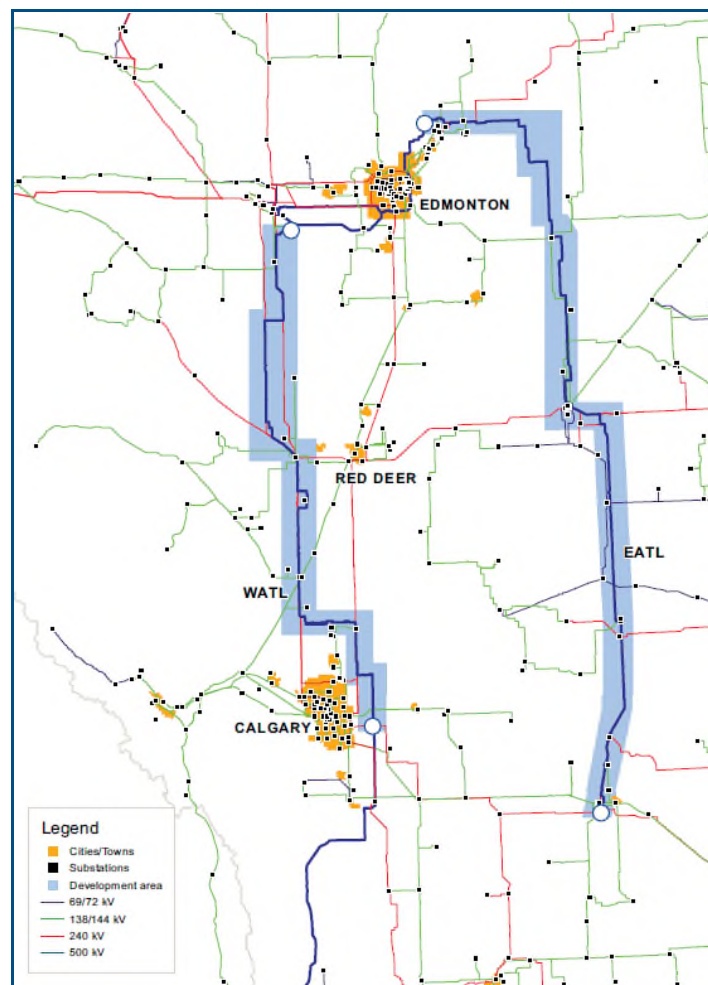 EDMONTON
RED DEER
EATL
WATL
CALGARY
Legend
Cities/Towns
Substations
Development area
69/72 kV
138/144 kV
240 kV
500 kV